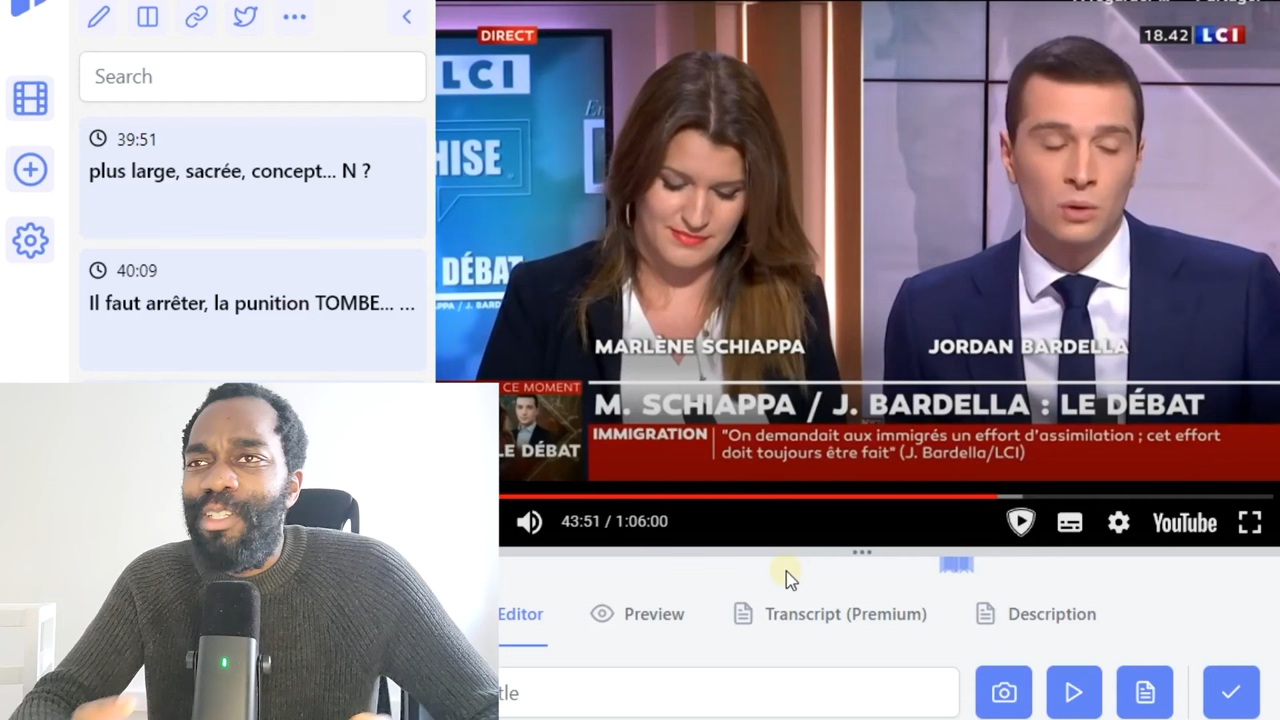 Search
39:51
plus large, sacrée, concept... N ?
40:09
Il faut arrêter, la punition TOMBE... ...
DIRECT
18.42 LCI
LCI
HISE
DÉBAT
PPA / J. BARD
MARLÈNE SCHIAPPA
JORDAN BARDELLA
CE MOMENT
LE DÉBAT
M. SCHIAPPA / J. BARDELLA : LE DÉBAT
IMMIGRATION
"On demandait aux immigrés un effort d'assimilation ; cet effort
doit toujours être fait" (J. Bardella/LCI)
43:51 / 1:06:00
YouTube
Editor
Preview
Transcript (Premium)
Description
tle